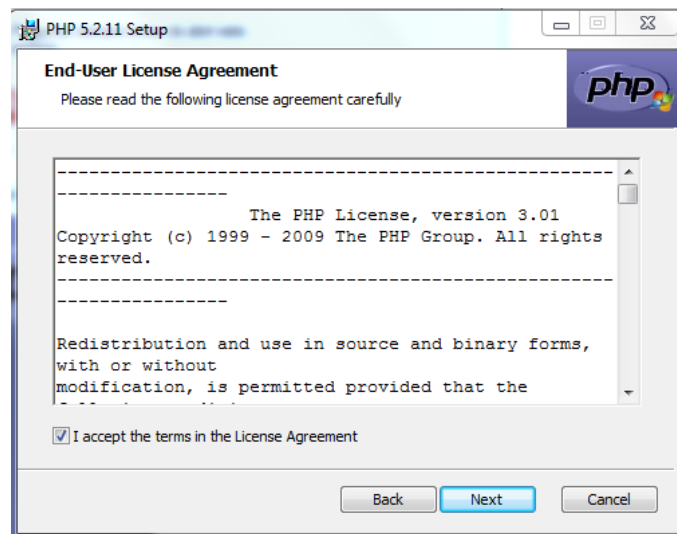 PHP 5.2.11 Setup
End-User License Agreement
Please read the following license agreement carefully
php
-----------------------------------------------------
----------------
The PHP License, version 3.01
Copyright (c) 1999 - 2009 The PHP Group. All rights
reserved.
-----------------------------------------------------
----------------
Redistribution and use in source and binary forms,
with or without
modification, is permitted provided that the
I accept the terms in the License Agreement
Back
Next
Cancel